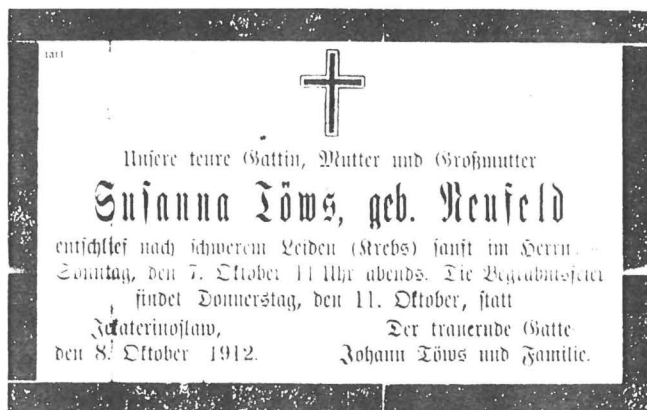 Unsere teure Gattin, Mutter und Großmutter
Susanna Töws, geb. Neufeld
entschlief nach schwerem Leiden (Krebs) sanft im Herrn
Sonntag, den 7. Oktober 11 Uhr abends. Die Begräbnisfeier
findet Donnerstag, den 11. Oktober, statt
Jekaterinoslaw,
den 8. Oktober 1912.
Der trauernde Gatte
Johann Töws und Familie.